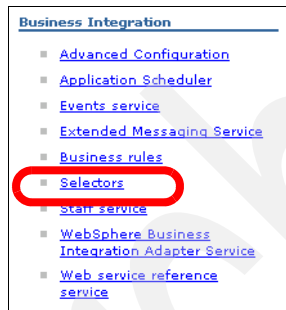 Business Integration
Advanced Configuration
Application Scheduler
Events service
Extended Messaging Service
Business rules
Selectors
Staff service
WebSphere Business
Integration Adapter Service
Web service reference
service